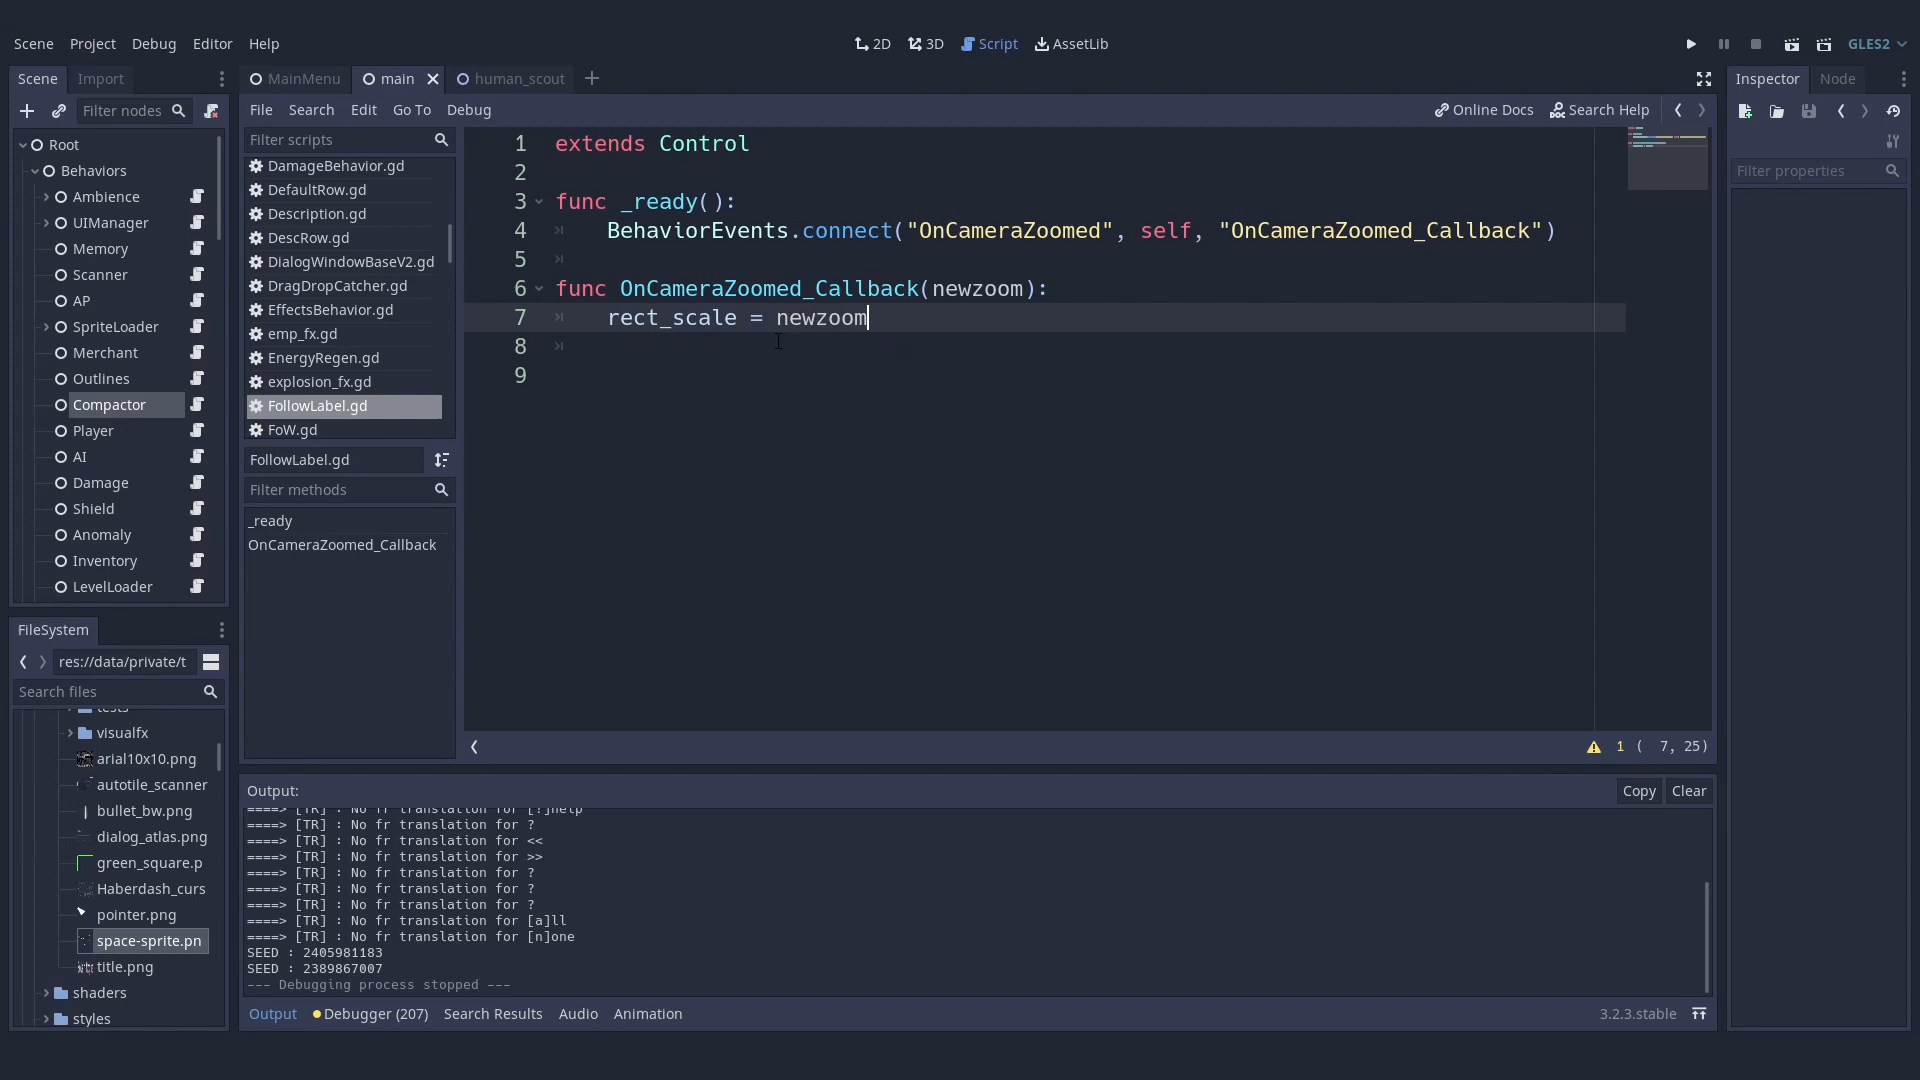 Scene Project Debug Editor Help
2D 3D Script AssetLib
GLES2
Scene Import
Filter nodes
Root
Behaviors
Ambience
UIManager
Memory
Scanner
AP
SpriteLoader
Merchant
Outlines
Compactor
Player
AI
Damage
Shield
Anomaly
Inventory
LevelLoader
FileSystem
res://data/private/t
Search files
tests
visualfx
arial10x10.png
autotile_scanner
bullet_bw.png
dialog_atlas.png
green_square.p
Haberdash_curs
pointer.png
space-sprite.pn
title.png
shaders
styles
MainMenu main human_scout
File Search Edit Go To Debug
Online Docs Search Help
Filter scripts
DamageBehavior.gd
DefaultRow.gd
Description.gd
DescRow.gd
DialogWindowBaseV2.gd
DragDropCatcher.gd
EffectsBehavior.gd
emp_fx.gd
EnergyRegen.gd
explosion_fx.gd
FollowLabel.gd
FoW.gd
FollowLabel.gd
Filter methods
_ready
OnCameraZoomed_Callback
1 extends Control
2
3 func _ready():
4 BehaviorEvents.connect("OnCameraZoomed", self, "OnCameraZoomed_Callback")
5
6 func OnCameraZoomed_Callback(newzoom):
7 rect_scale = newzoom
8
9
1 ( 7, 25)
Output:
Copy Clear
====> [TR] : No fr translation for [?]help
====> [TR] : No fr translation for ?
====> [TR] : No fr translation for <<
====> [TR] : No fr translation for >>
====> [TR] : No fr translation for ?
====> [TR] : No fr translation for ?
====> [TR] : No fr translation for ?
====> [TR] : No fr translation for [a]ll
====> [TR] : No fr translation for [n]one
SEED : 2405981183
SEED : 2389867007
--- Debugging process stopped ---
Output Debugger (207) Search Results Audio Animation
3.2.3.stable
Inspector Node
Filter properties